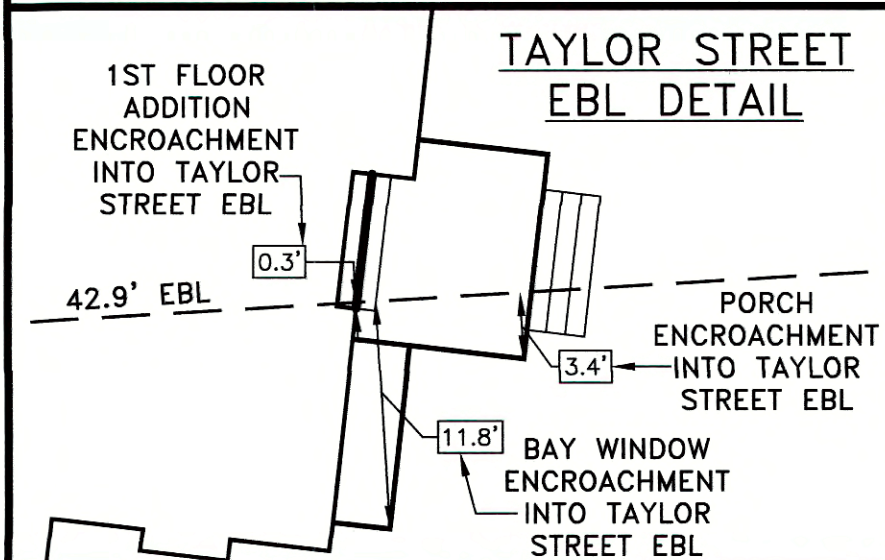 TAYLOR STREET
EBL DETAIL
1ST FLOOR
ADDITION
ENCROACHMENT
INTO TAYLOR
STREET EBL
0.3'
42.9' EBL
PORCH
ENCROACHMENT
INTO TAYLOR
STREET EBL
3.4'
11.8'
BAY WINDOW
ENCROACHMENT
INTO TAYLOR
STREET EBL